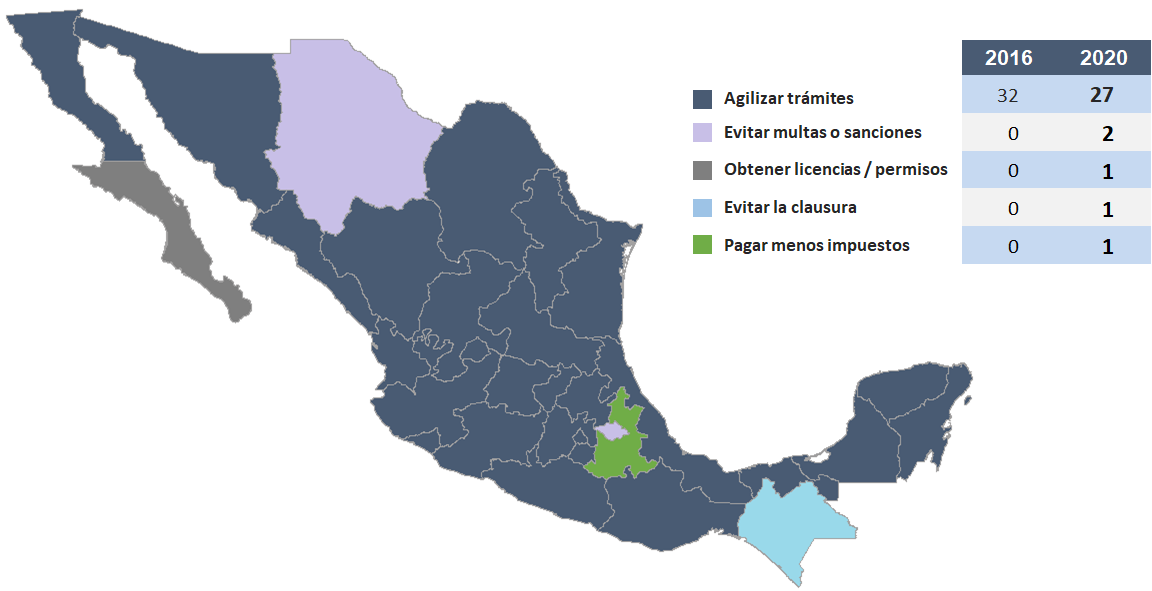 2016 2020
Agilizar trámites 32 27
Evitar multas o sanciones 0 2
Obtener licencias / permisos 0 1
Evitar la clausura 0 1
Pagar menos impuestos 0 1